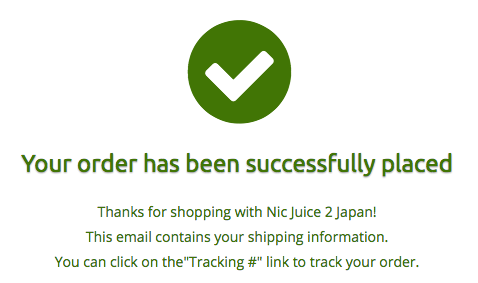 Your order has been successfully placed
Thanks for shopping with Nic Juice 2 Japan!
This email contains your shipping information.
You can click on the"Tracking #" link to track your order.